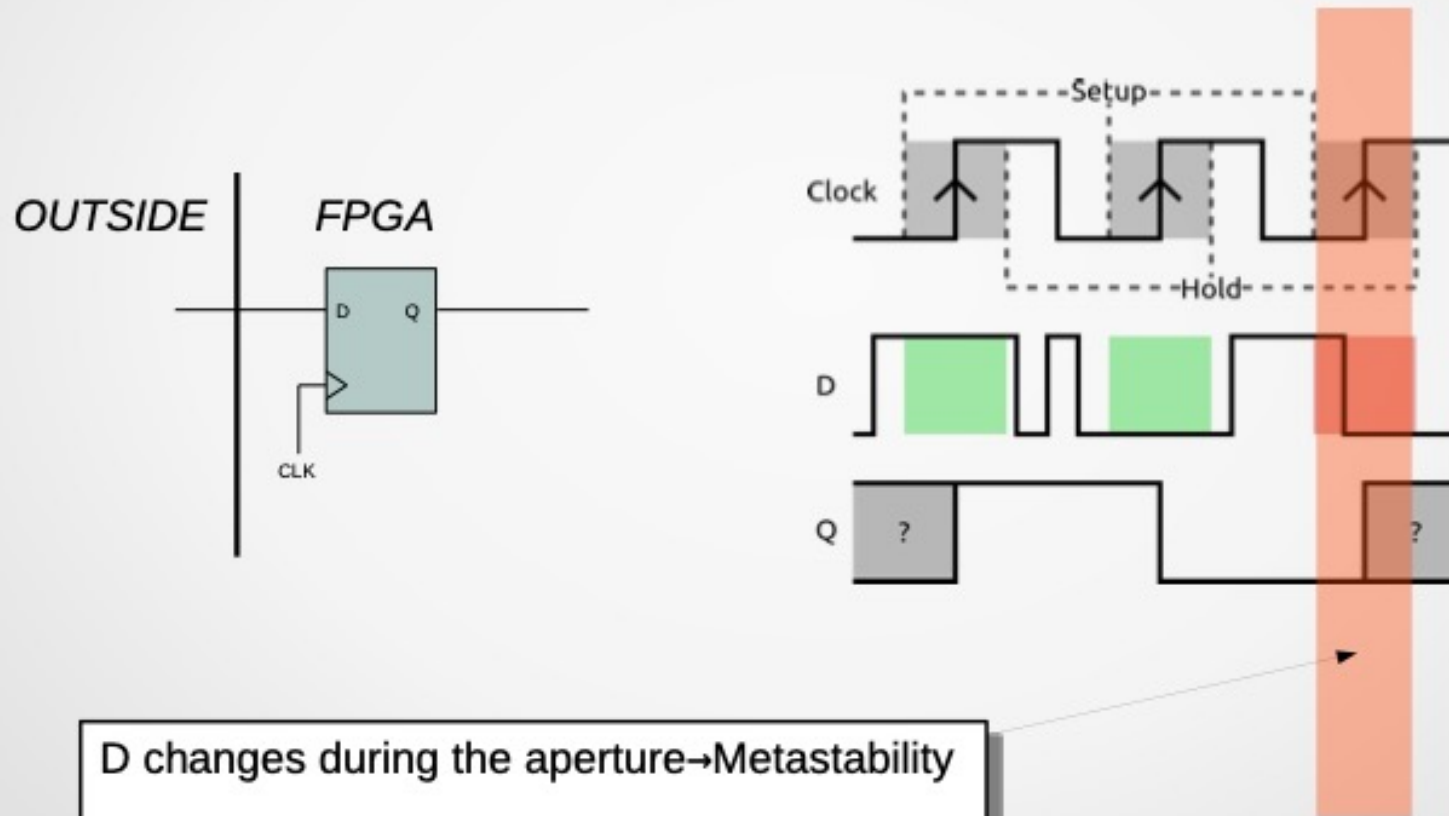 Setup
Clock
OUTSIDE
FPGA
Hold
D
Q
D
CLK
Q
?
?
D changes during the aperture→Metastability